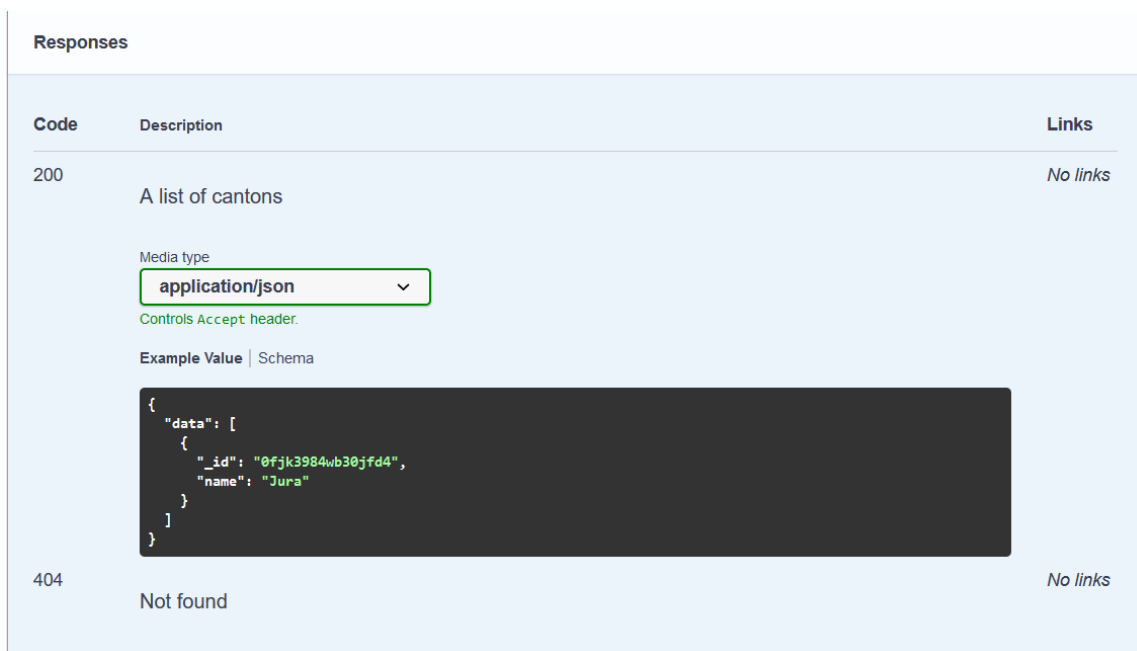 Responses
Code Description Links
200 No links
A list of cantons
Media type
application/json
Controls Accept header.
Example Value Schema
{
"data": [
{
"_id": "0fjk3984wb30jfd4",
"name": "Jura"
}
]
}
404 No links
Not found